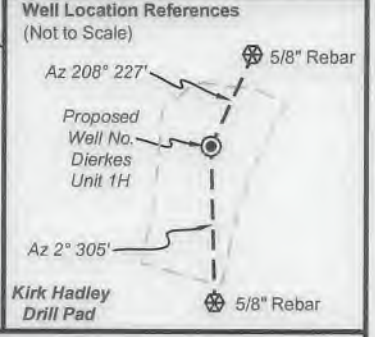 Well Location References
(Not to Scale)
5/8" Rebar
Az 208° 227'
Proposed
Well No.
Dierkes
Unit 1H
Az 2° 305'
Kirk Hadley
Drill Pad
5/8" Rebar